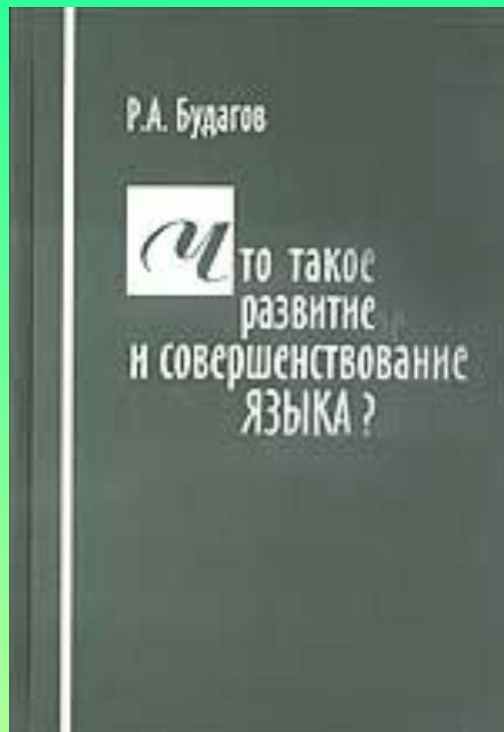 Р.А. Будагов
Что такое
развитие
и совершенствование
ЯЗЫКА?